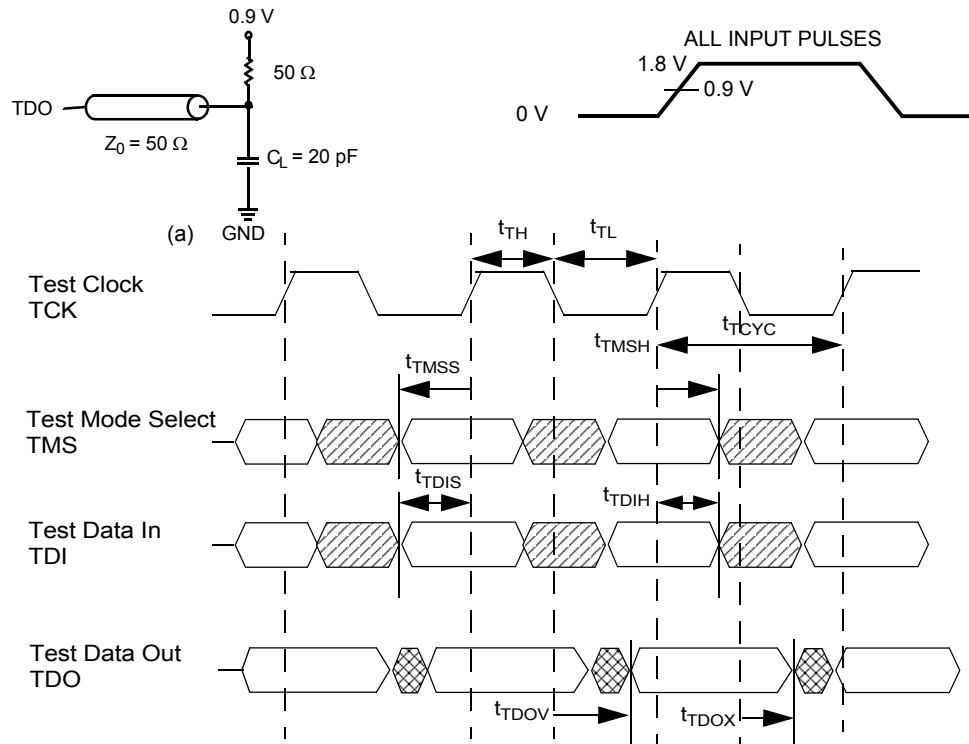 0.9 V
50 Ω
TDO
Z0 = 50 Ω
CL = 20 pF
(a)
GND
ALL INPUT PULSES
1.8 V
0.9 V
0 V
tTH
tTL
Test Clock
TCK
tTMSH
tTCYC
tTMSS
Test Mode Select
TMS
tTDIS
tTDIH
Test Data In
TDI
Test Data Out
TDO
tTDOV
tTDOX